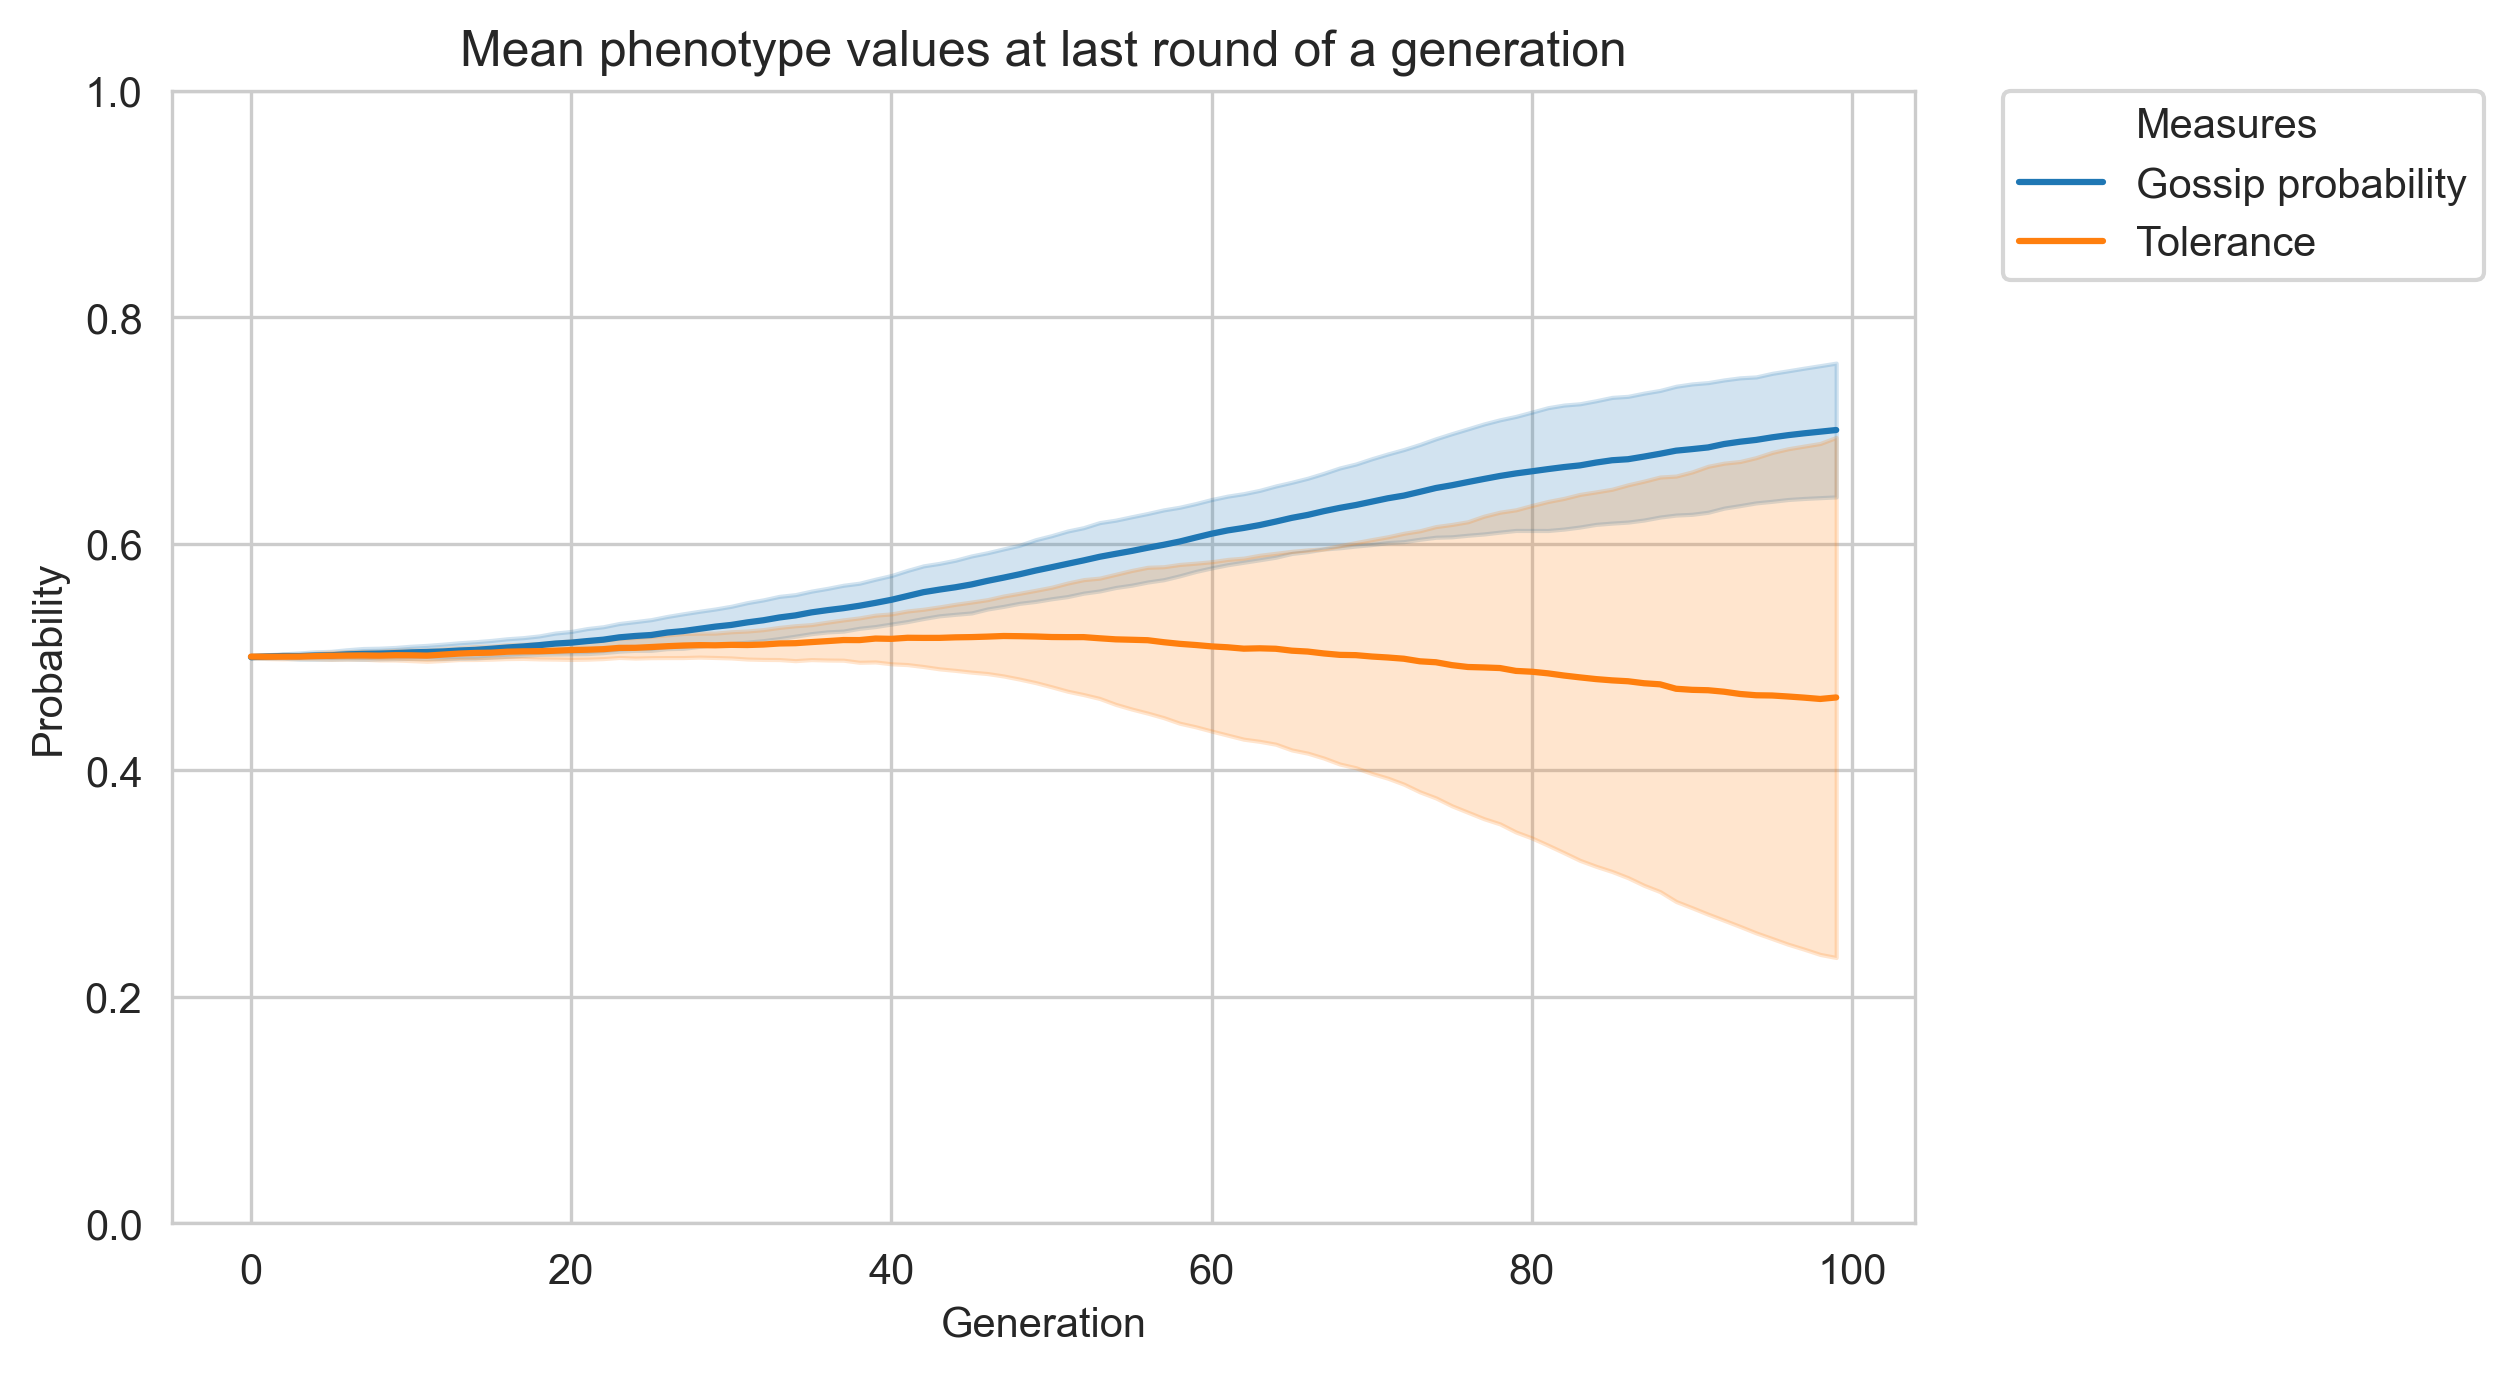 Mean phenotype values at last round of a generation
1.0
0.8
0.6
0.4
0.2
0.0
Probability
0 20 40 60 80 100
Generation
Measures
Gossip probability
Tolerance